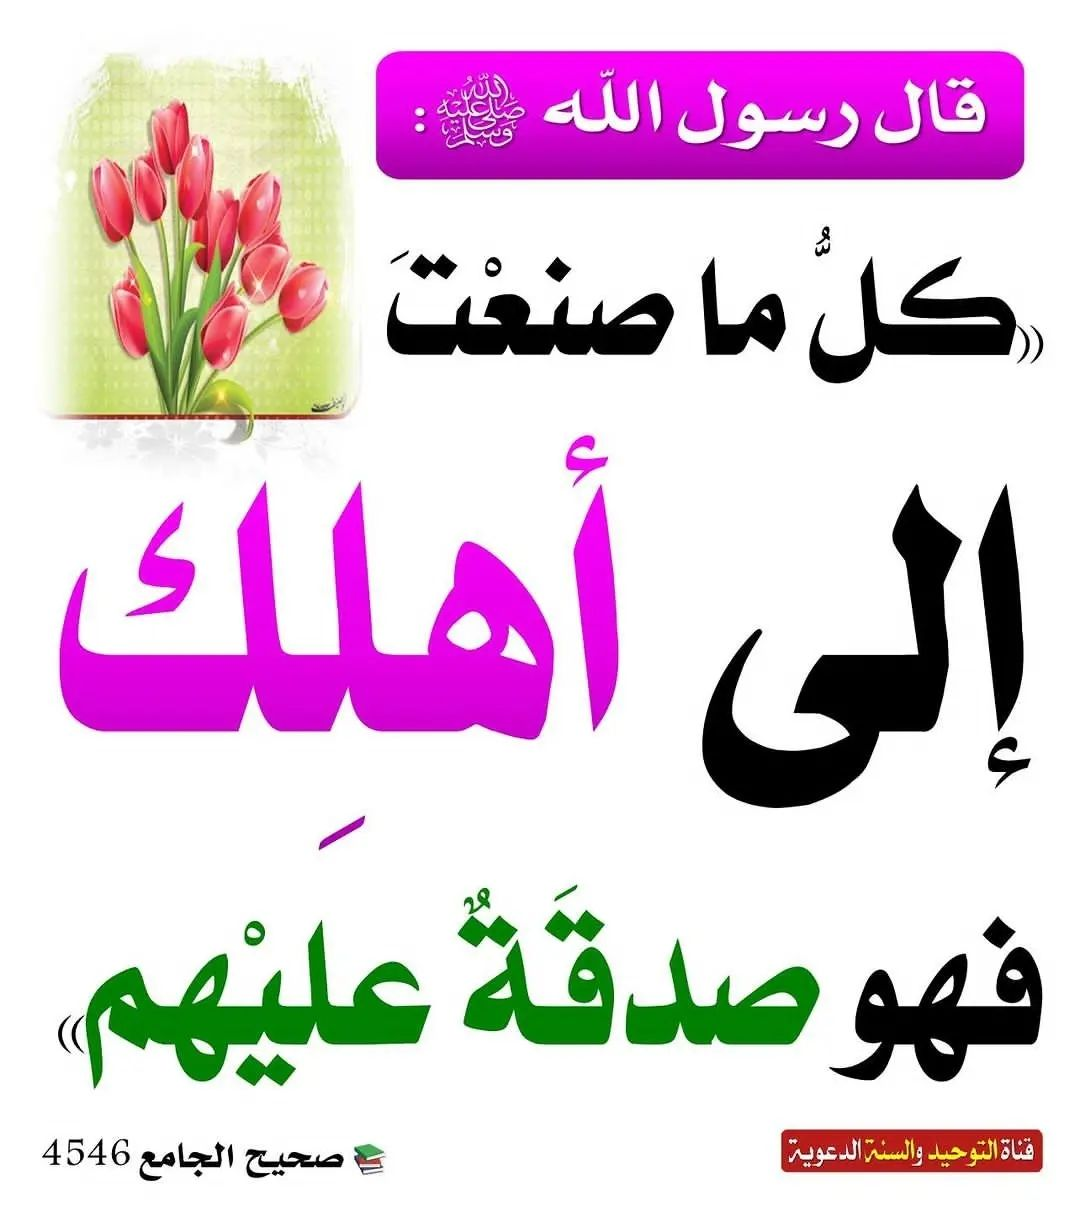 قال رسول الله ﷺ :
((كلُّ ما صنعْتَ
إلى أهلِك
فهو صدقَةٌ عليْهم))
صحيح الجامع 4546
قناة التوحيد والسنة الدعوية